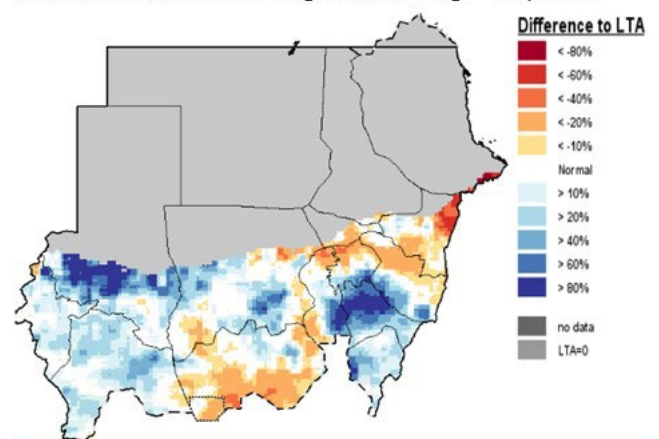 Difference to LTA
< -80%
< -60%
< -40%
< -20%
< -10%
Normal
> 10%
> 20%
> 40%
> 60%
> 80%
no data
LTA=0